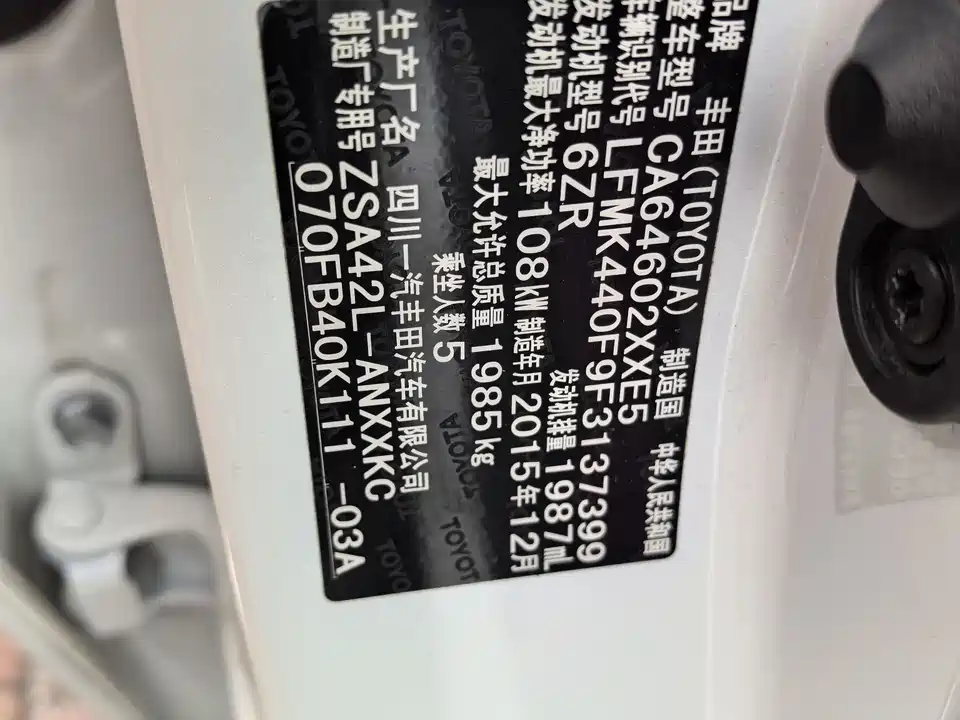 品牌 丰田(TOYOTA) 制造国 中华人民共和国
整车型号 CA64602XXE5
车辆识别代号 LFMK440F9F3137399
发动机型号 6ZR 发动机排量 1987mL
发动机最大净功率 108kW 制造年月 2015年12月
最大允许总质量 1985kg
乘坐人数 5
生产厂名 四川一汽丰田汽车有限公司
制造厂专用号 ZSA42L-ANXXKC
070FB40K111 -03A